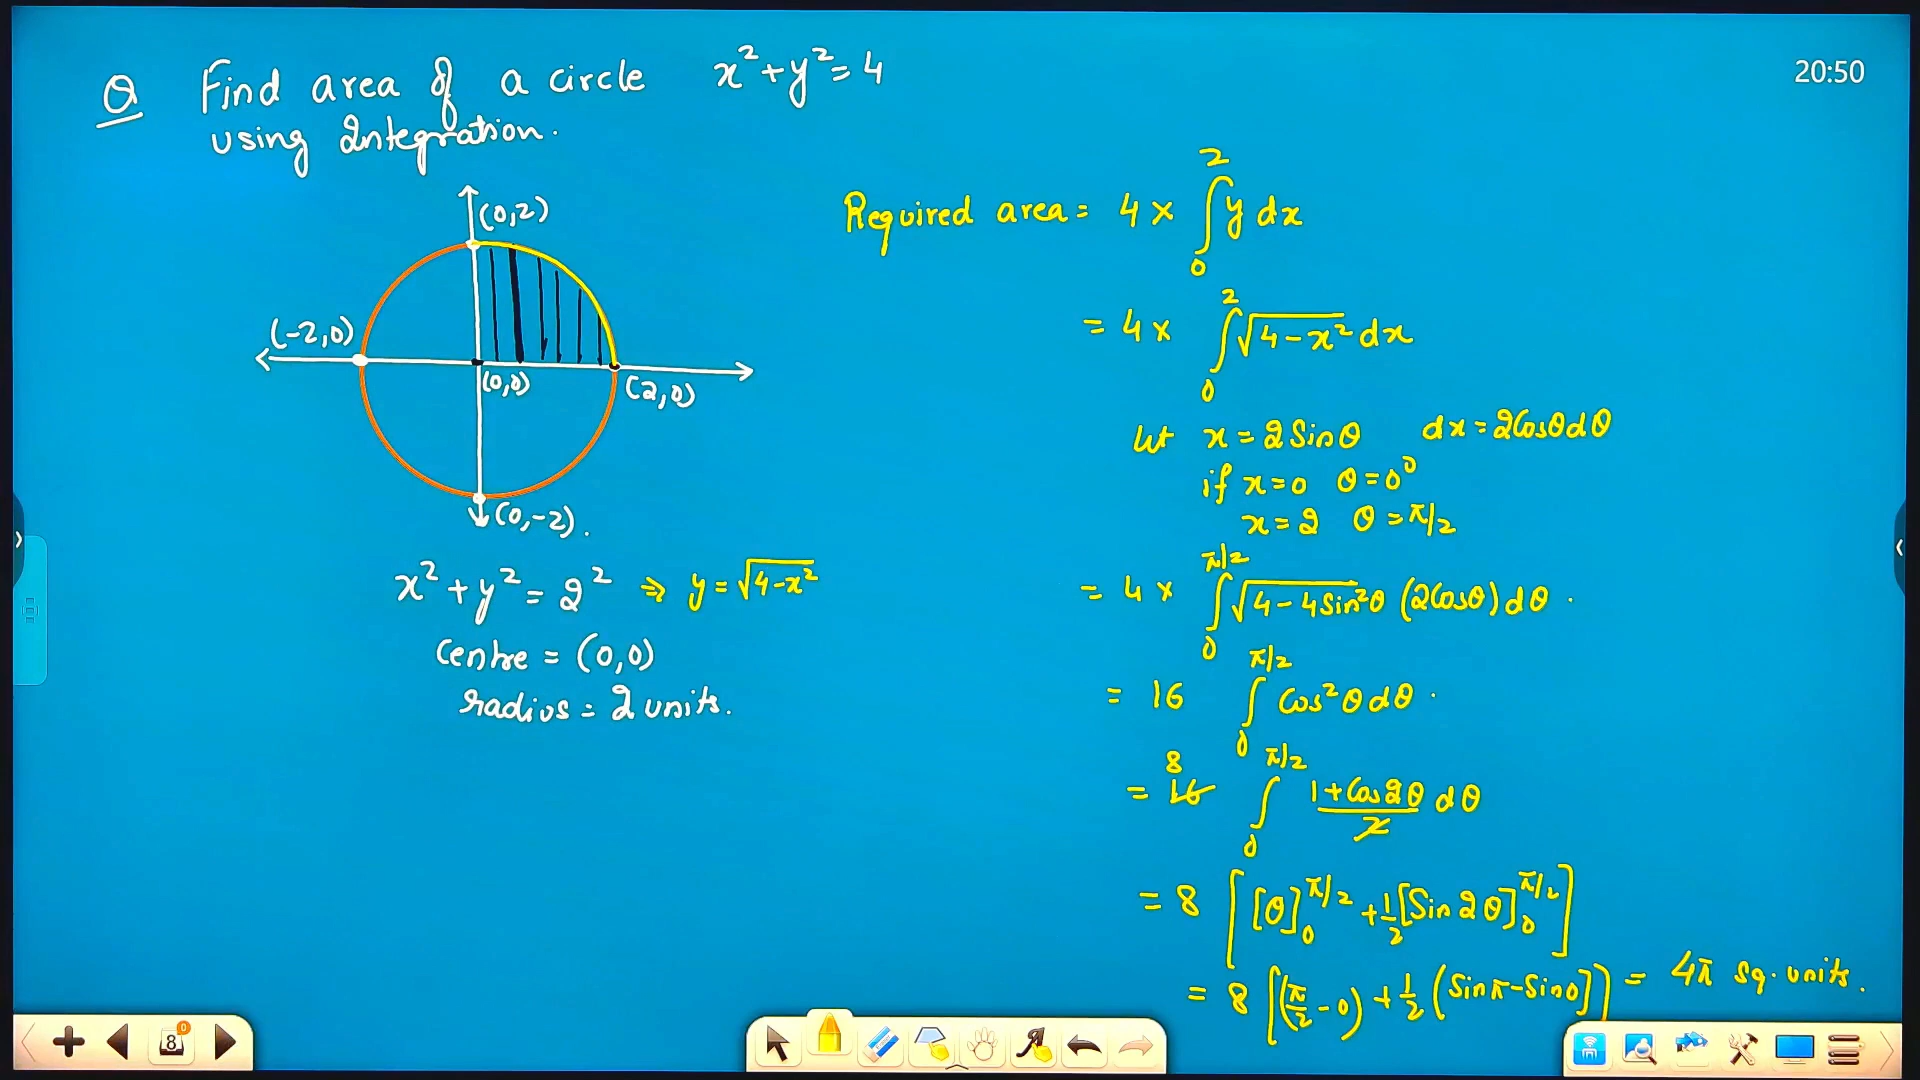 Q Find area of a circle x²+y²=4
using Integration.
20:50
(0,2)
(-2,0)
(0,0)
(2,0)
(0,-2).
x²+y²=2² ⇒ y=√4-x²
Centre = (0,0)
radius = 2 units.
Required area = 4 × ∫₀² y dx
= 4 × ∫₀² √4-x² dx
let x = 2 Sinθ dx = 2Cosθdθ
if x=0 θ=0⁰
x=2 θ=π/2
= 4 × ∫₀^π/2 √4-4Sin²θ (2Cosθ)dθ.
= 16 ∫₀^π/2 Cos²θdθ.
8
= 16 ∫₀^π/2 1+Cos2θ/2 dθ
= 8 [[θ]₀^π/2 + 1/2[Sin2θ]₀^π/2]
= 8 [(π/2-0)+1/2(Sinπ-Sin0)] = 4π sq.units.
8
0